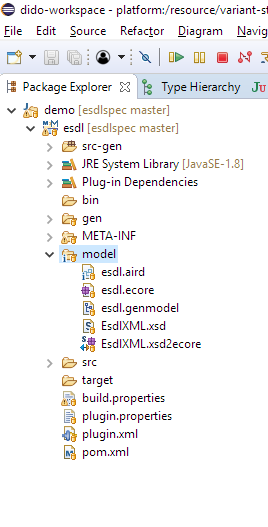 dido-workspace - platform:/resource/variant-st
File Edit Source Refactor Diagram Navigat
Package Explorer Type Hierarchy Ju
demo [esdlspec master]
esdl [esdlspec master]
src-gen
JRE System Library [JavaSE-1.8]
Plug-in Dependencies
bin
gen
META-INF
model
esdl.aird
esdl.ecore
esdl.genmodel
EsdlXML.xsd
EsdlXML.xsd2ecore
src
target
build.properties
plugin.properties
plugin.xml
pom.xml